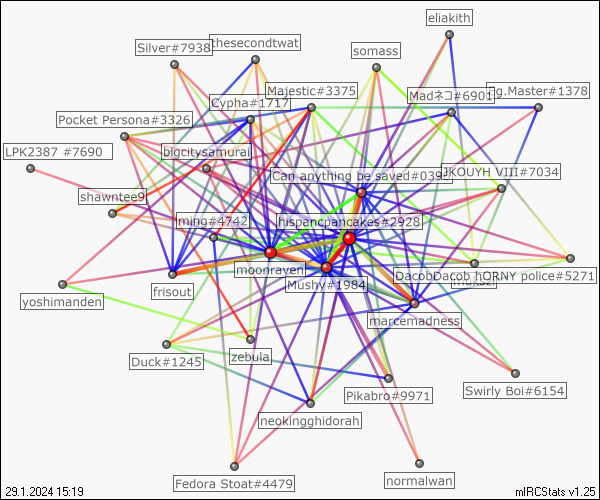 eliakith
Silver#7938
thesecondtwat
somass
Majestic#3375
Madネコ#6901
g.Master#1378
Cypha#1717
Pocket Persona#3326
LPK2387 #7690
bigcitysamurai
Can anything be saved#039
JKOUYH VIII#7034
shawntee9
ming#4742
hispancpancakes#2928
moonraven
DacobDacob
hORNY police#5271
frisout
Mushy#1984
yoshimanden
marcemadness
Duck#1245
zebula
Pikabro#9971
Swirly Boi#6154
neokingghidorah
Fedora Stoat#4479
normalwan
29.1.2024 15:19
mIRCStats v1.25